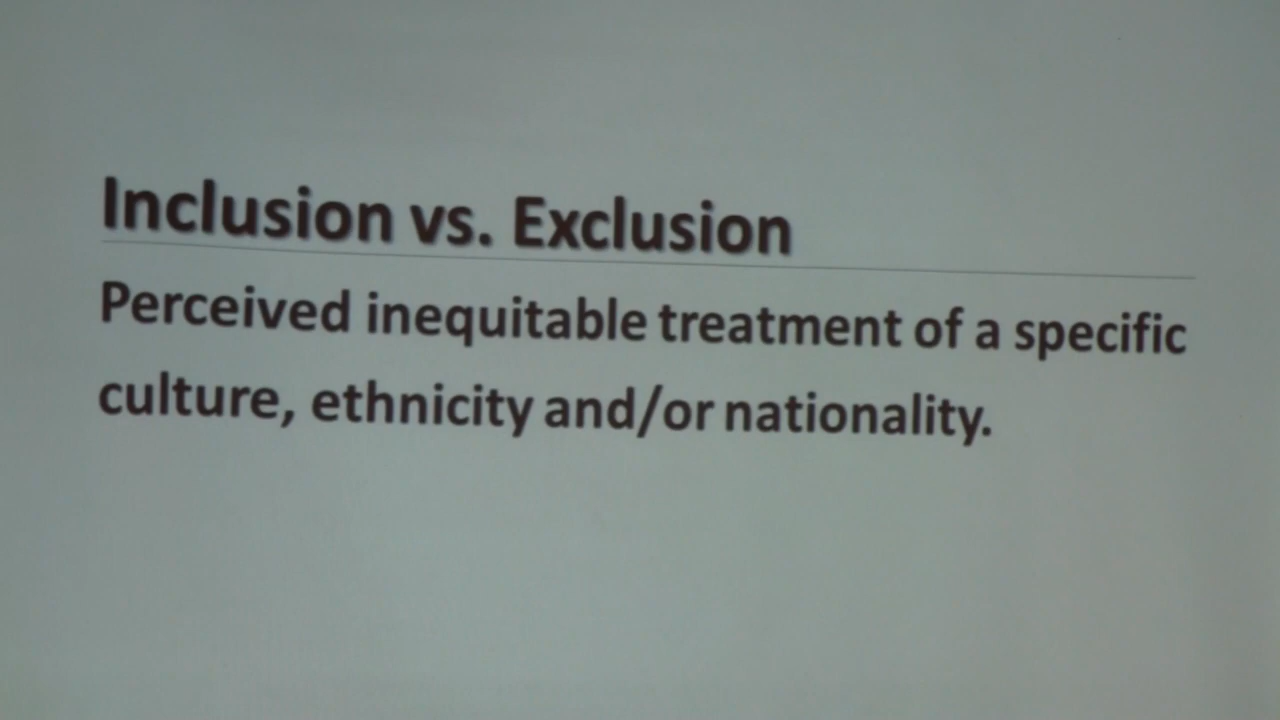 Inclusion vs. Exclusion
Perceived inequitable treatment of a specific
culture, ethnicity and/or nationality.